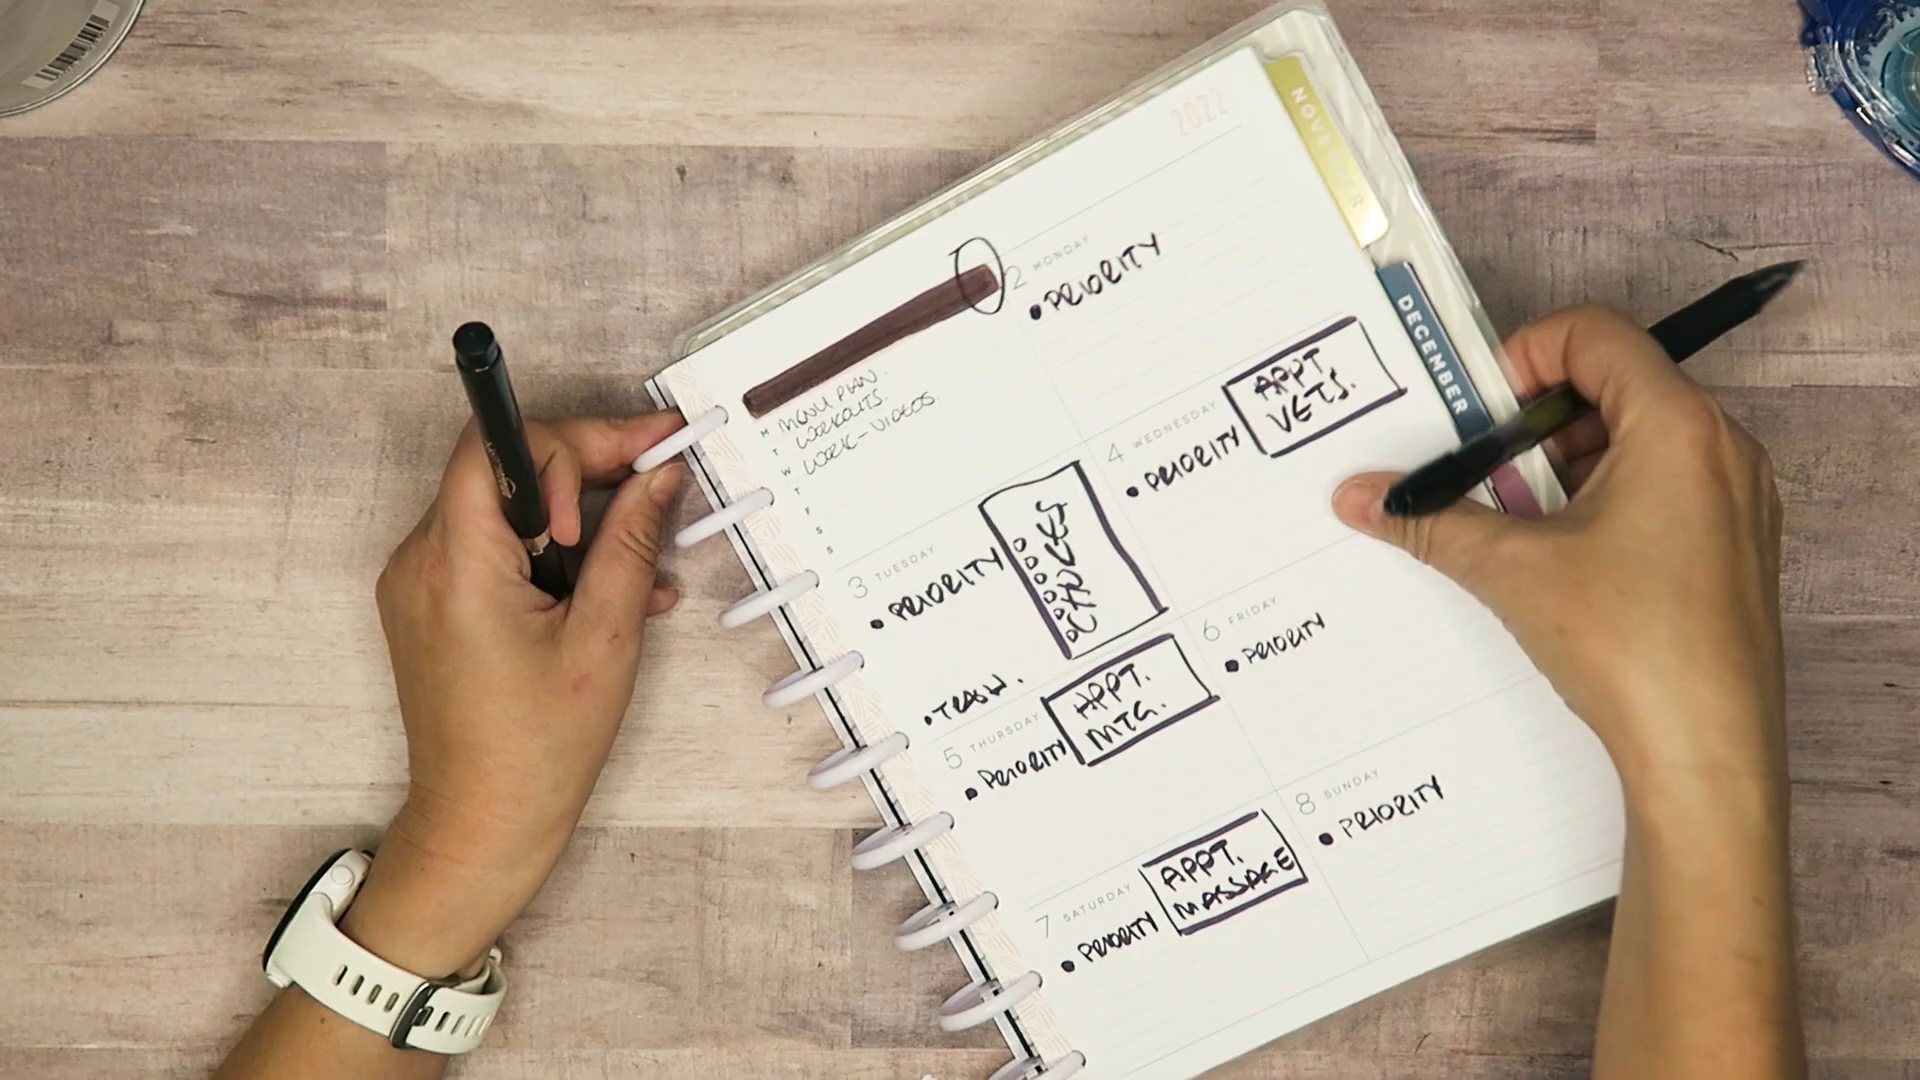 2022
NOVEMBER
DECEMBER
M MENU PLAN.
T WORKOUTS.
W WORK-VIDEOS.
T
F
S
S
2 MONDAY
PRIORITY
3 TUESDAY
PRIORITY
CHORES
TRASH.
4 WEDNESDAY
PRIORITY
APPT.
VETS.
5 THURSDAY
PRIORITY
APPT.
MTG.
6 FRIDAY
PRIORITY
7 SATURDAY
PRIORITY
APPT.
MASSAGE
8 SUNDAY
PRIORITY